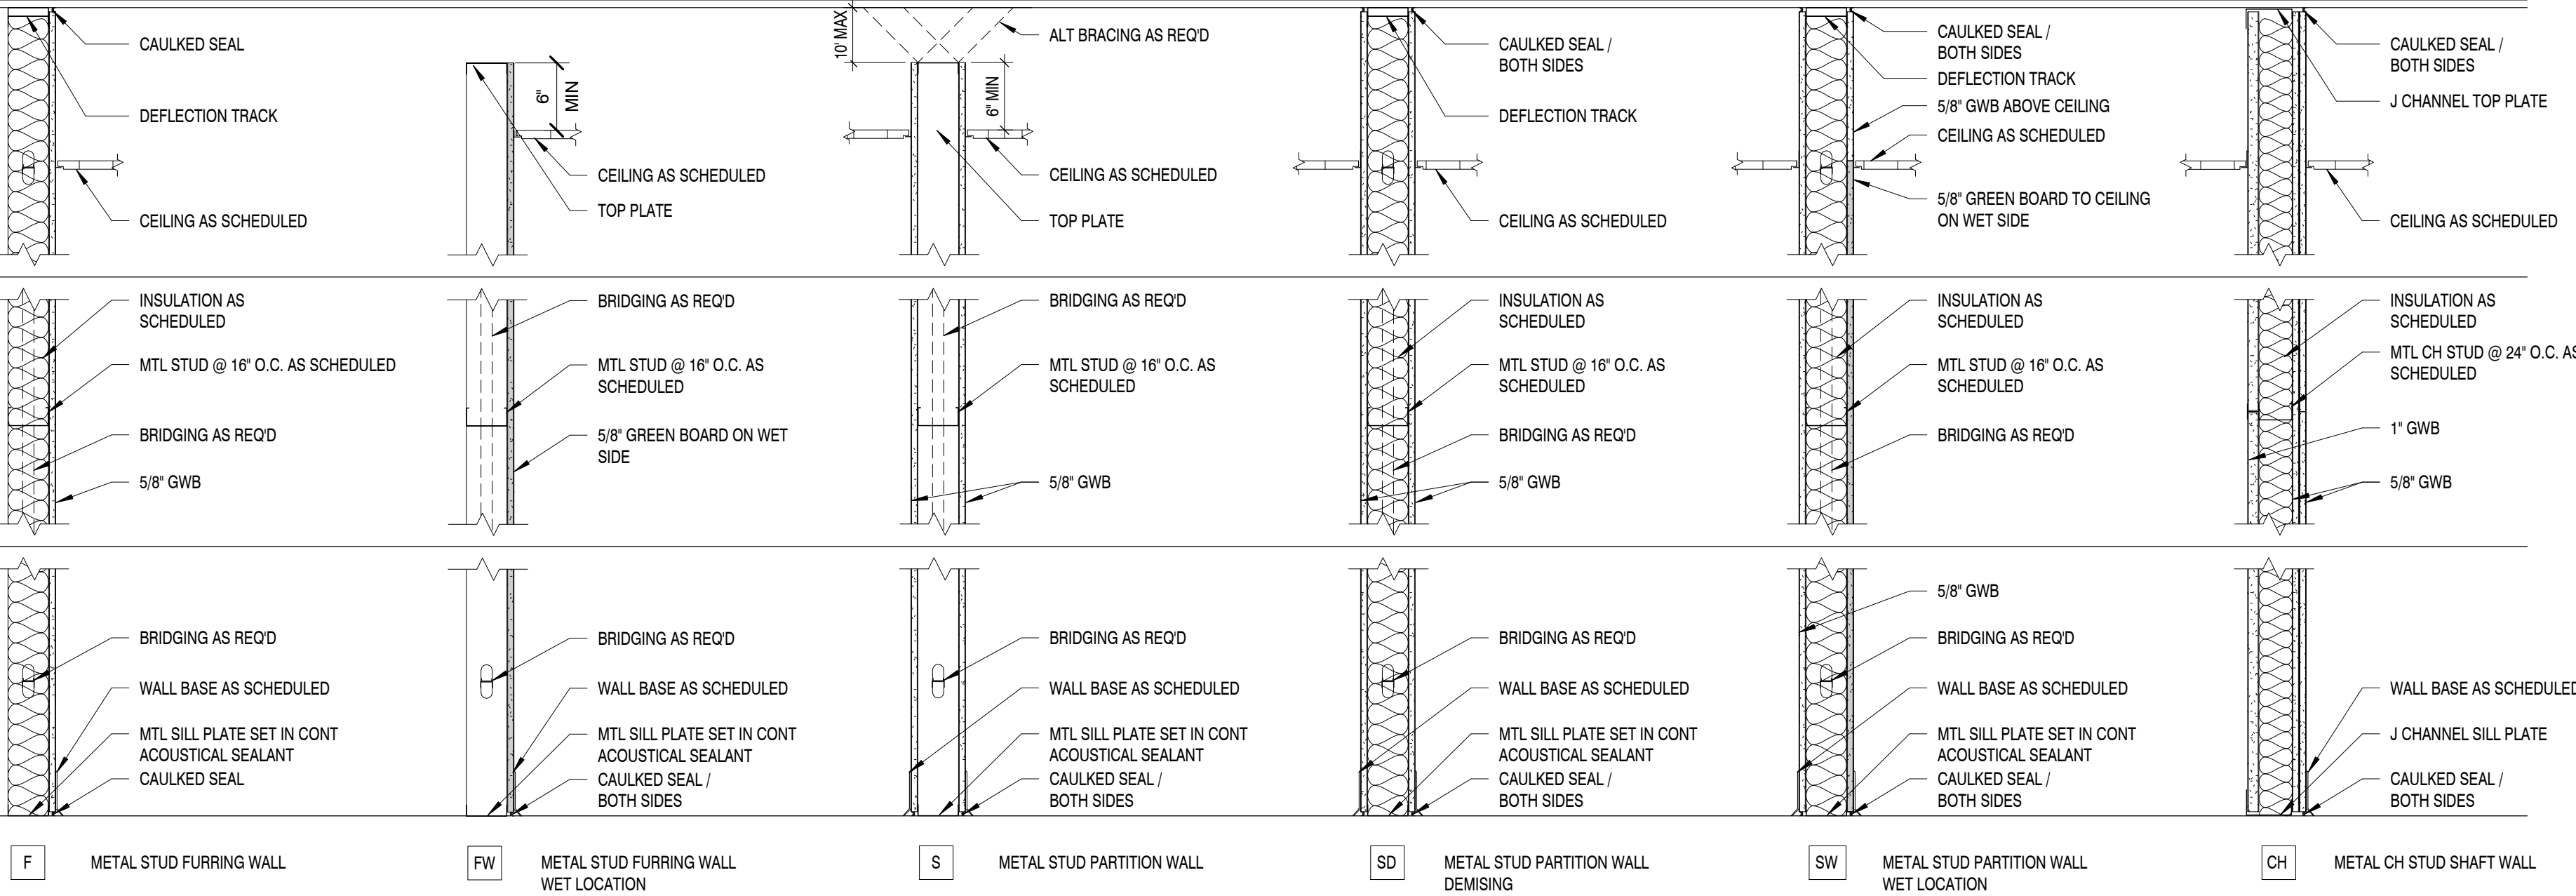 CAULKED SEAL
DEFLECTION TRACK
CEILING AS SCHEDULED
INSULATION AS
SCHEDULED
MTL STUD @ 16" O.C. AS SCHEDULED
BRIDGING AS REQ'D
5/8" GWB
BRIDGING AS REQ'D
WALL BASE AS SCHEDULED
MTL SILL PLATE SET IN CONT
ACOUSTICAL SEALANT
CAULKED SEAL
F
METAL STUD FURRING WALL
6"
MIN
CEILING AS SCHEDULED
TOP PLATE
BRIDGING AS REQ'D
MTL STUD @ 16" O.C. AS
SCHEDULED
5/8" GREEN BOARD ON WET
SIDE
BRIDGING AS REQ'D
WALL BASE AS SCHEDULED
MTL SILL PLATE SET IN CONT
ACOUSTICAL SEALANT
CAULKED SEAL /
BOTH SIDES
FW
METAL STUD FURRING WALL
WET LOCATION
10' MAX
ALT BRACING AS REQ'D
6" MIN
CEILING AS SCHEDULED
TOP PLATE
BRIDGING AS REQ'D
MTL STUD @ 16" O.C. AS
SCHEDULED
5/8" GWB
BRIDGING AS REQ'D
WALL BASE AS SCHEDULED
MTL SILL PLATE SET IN CONT
ACOUSTICAL SEALANT
CAULKED SEAL /
BOTH SIDES
S
METAL STUD PARTITION WALL
CAULKED SEAL /
BOTH SIDES
DEFLECTION TRACK
CEILING AS SCHEDULED
INSULATION AS
SCHEDULED
MTL STUD @ 16" O.C. AS
SCHEDULED
BRIDGING AS REQ'D
5/8" GWB
BRIDGING AS REQ'D
WALL BASE AS SCHEDULED
MTL SILL PLATE SET IN CONT
ACOUSTICAL SEALANT
CAULKED SEAL /
BOTH SIDES
SD
METAL STUD PARTITION WALL
DEMISING
CAULKED SEAL /
BOTH SIDES
DEFLECTION TRACK
5/8" GWB ABOVE CEILING
CEILING AS SCHEDULED
5/8" GREEN BOARD TO CEILING
ON WET SIDE
INSULATION AS
SCHEDULED
MTL STUD @ 16" O.C. AS
SCHEDULED
BRIDGING AS REQ'D
5/8" GWB
BRIDGING AS REQ'D
WALL BASE AS SCHEDULED
MTL SILL PLATE SET IN CONT
ACOUSTICAL SEALANT
CAULKED SEAL /
BOTH SIDES
SW
METAL STUD PARTITION WALL
WET LOCATION
CAULKED SEAL /
BOTH SIDES
J CHANNEL TOP PLATE
CEILING AS SCHEDULED
INSULATION AS
SCHEDULED
MTL CH STUD @ 24" O.C. AS
SCHEDULED
1" GWB
5/8" GWB
WALL BASE AS SCHEDULED
J CHANNEL SILL PLATE
CAULKED SEAL /
BOTH SIDES
CH
METAL CH STUD SHAFT WALL